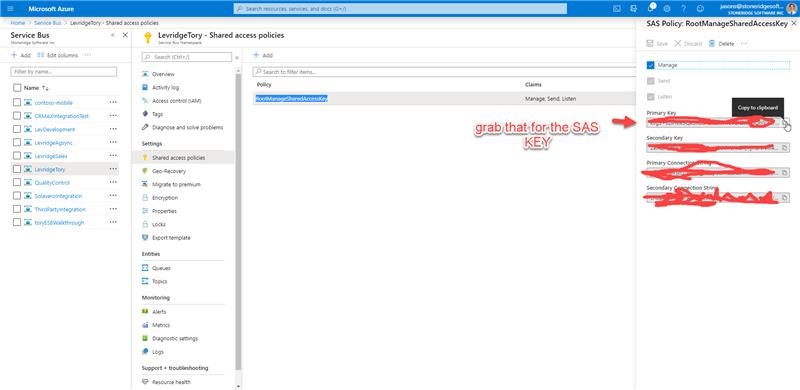 Microsoft Azure
Search resources, services, and docs (G+/)
jasons@stoneridgesoft...
STONERIDGE SOFTWARE INC
Home > Service Bus > LevridgeTory - Shared access policies
Service Bus
Stoneridge Software Inc
Add
Edit columns
...
Filter by name...
Name
contoso-mobile
CRMAXIntegrationTest
LevDevelopment
LevridgeAgsync
LevridgeSales
LevridgeTory
QualityControl
SolaveroIntegration
ThirdPartyIntegration
toryESBWalkthrough
LevridgeTory - Shared access policies
Service Bus Namespace
Search (Ctrl+/)
Overview
Activity log
Access control (IAM)
Tags
Diagnose and solve problems
Settings
Shared access policies
Geo-Recovery
Migrate to premium
Encryption
Properties
Locks
Export template
Entities
Queues
Topics
Monitoring
Alerts
Metrics
Diagnostic settings
Logs
Support + troubleshooting
Resource health
Add
Search to filter items...
Policy
Claims
RootManageSharedAccessKey
Manage, Send, Listen
grab that for the SAS
KEY
SAS Policy: RootManageSharedAccessKey
Save
Discard
Delete
...
Manage
Send
Listen
Primary Key
Copy to clipboard
Secondary Key
Primary Connection String
Secondary Connection String